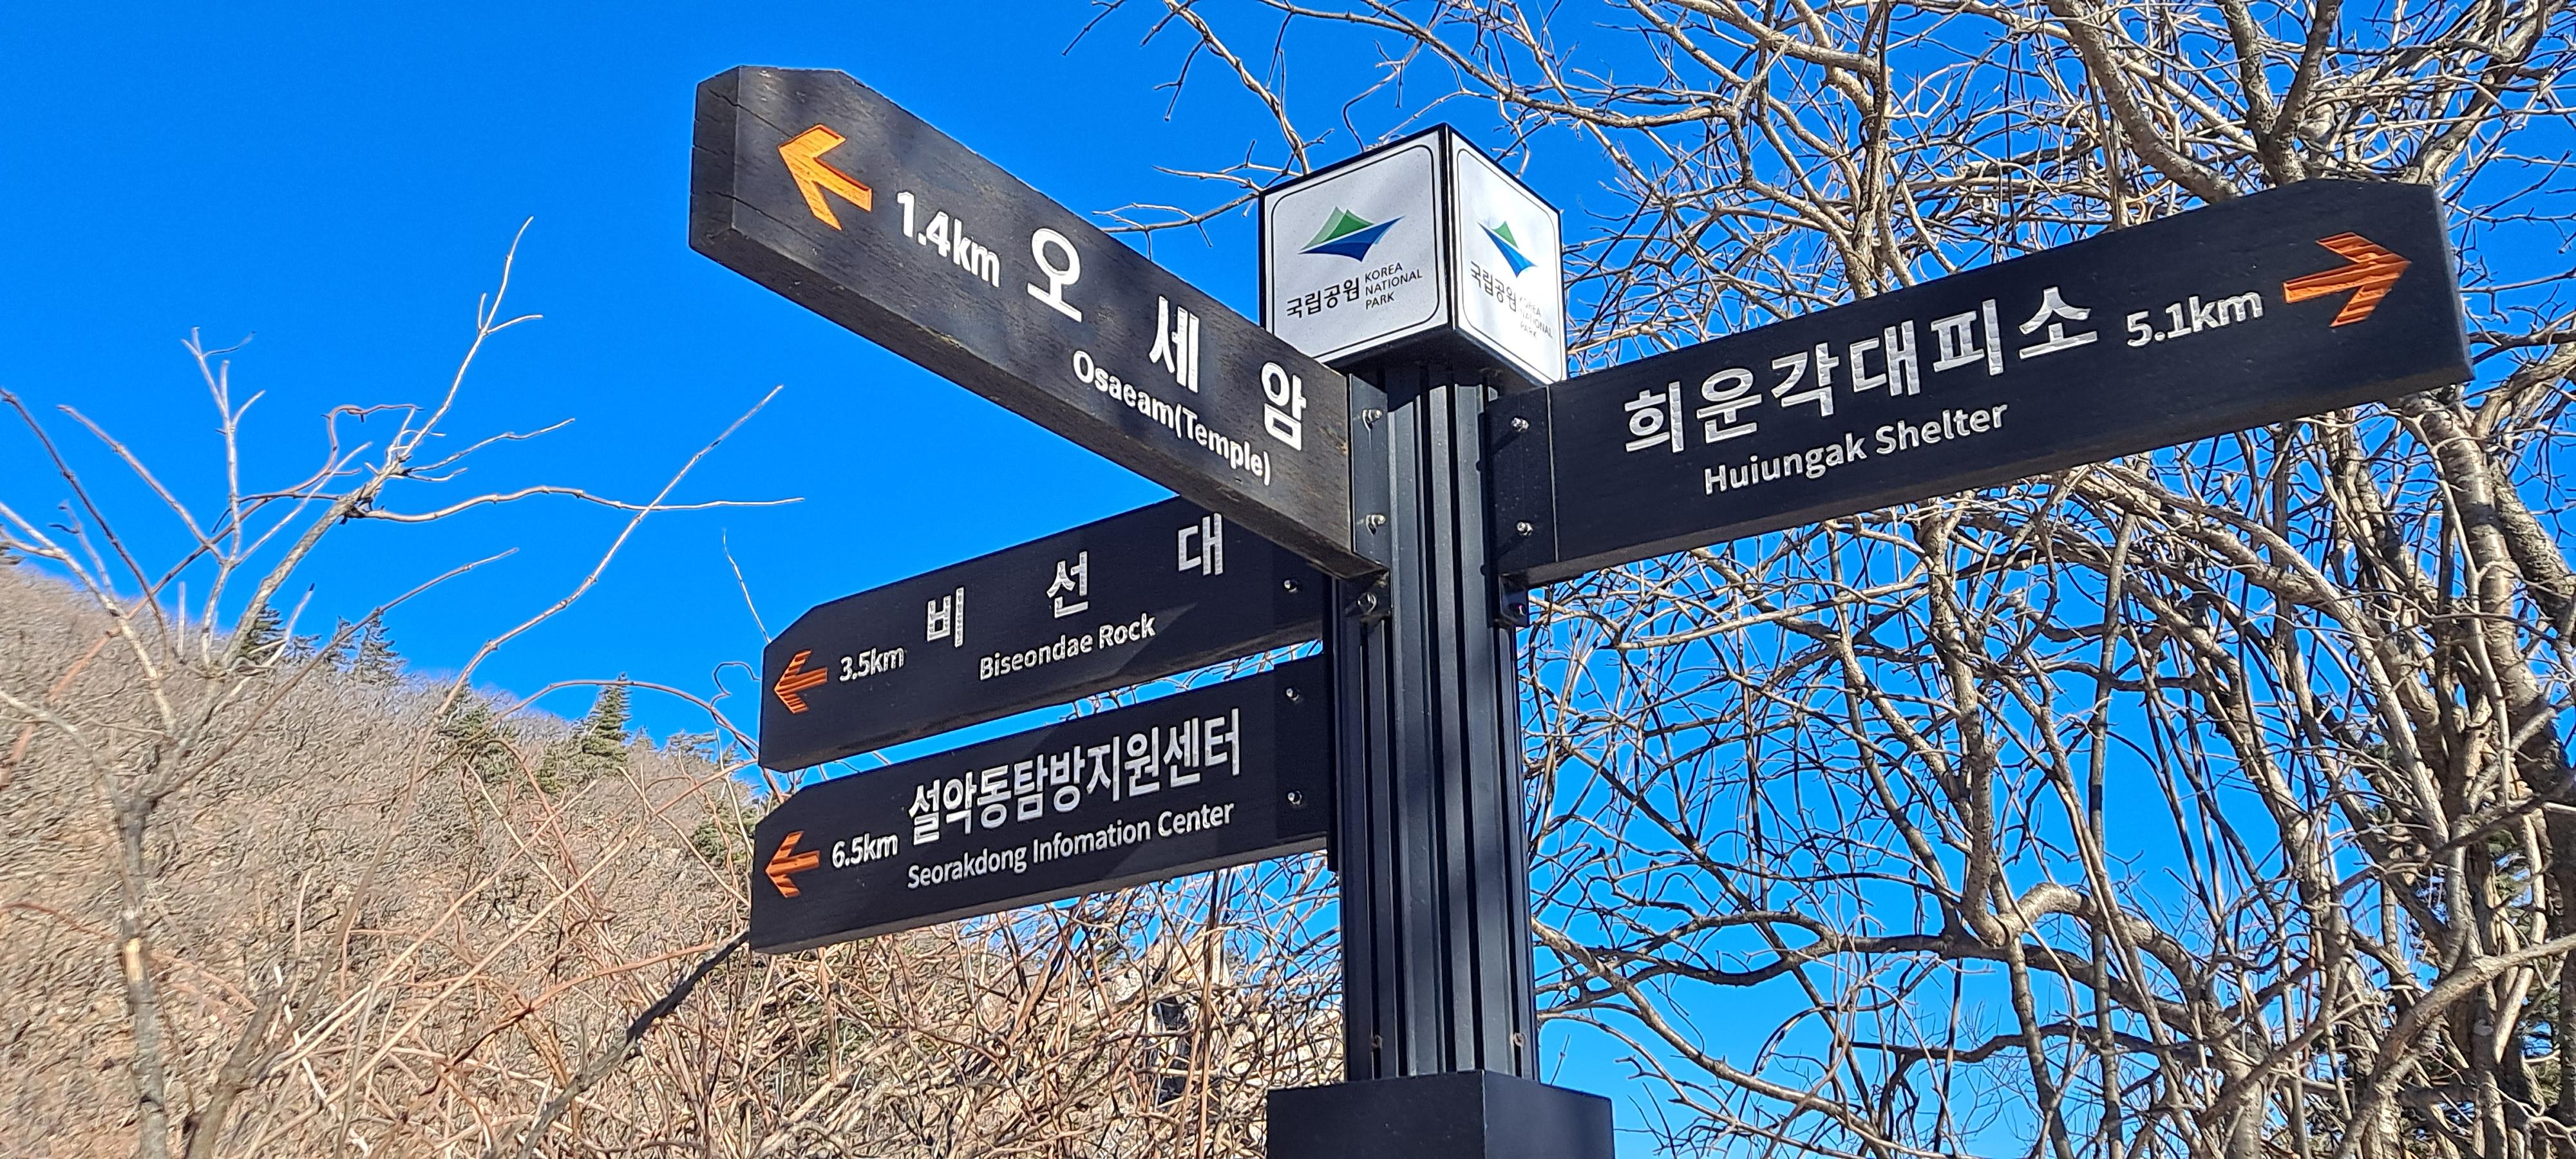 1.4km 오 세 암
Osaeam(Temple)
국립공원 KOREA
NATIONAL
PARK
국립공원 KOREA
NATIONAL
PARK
희운각대피소 5.1km
Huiungak Shelter
3.5km 비 선 대
Biseondae Rock
6.5km 설악동탐방지원센터
Seorakdong Infomation Center